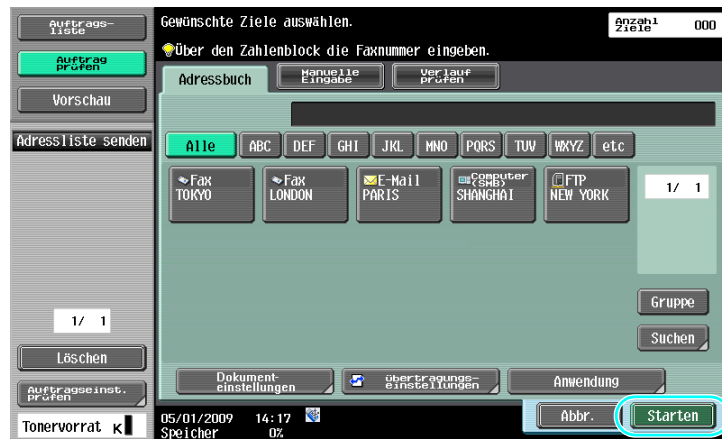 Auftrags-
liste
Auftrag
prüfen
Vorschau
Adressliste senden
1/ 1
Löschen
Auftragseinst.
prüfen
Tonervorrat K
Gewünschte Ziele auswählen.
Anzahl
Ziele 000
Über den Zahlenblock die Faxnummer eingeben.
Adressbuch
Manuelle
Eingabe
Verlauf
prüfen
Alle ABC DEF GHI JKL MNO PQRS TUV WXYZ etc
Fax
TOKYO
Fax
LONDON
E-Mail
PARIS
Computer
(SMB)
SHANGHAI
FTP
NEW YORK
1/ 1
Gruppe
Suchen
Dokument-
einstellungen
übertragungs-
einstellungen
Anwendung
05/01/2009 14:17
Speicher 0%
Abbr.
Starten